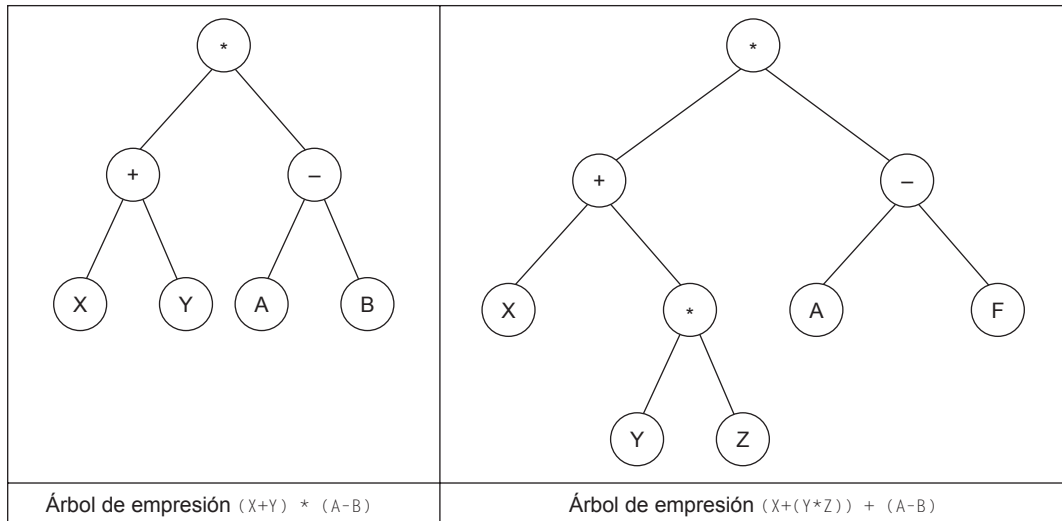 *
+
–
X
Y
A
B
*
+
–
X
*
A
F
Y
Z
Árbol de empresión (X+Y) * (A-B)
Árbol de empresión (X+(Y*Z)) + (A-B)